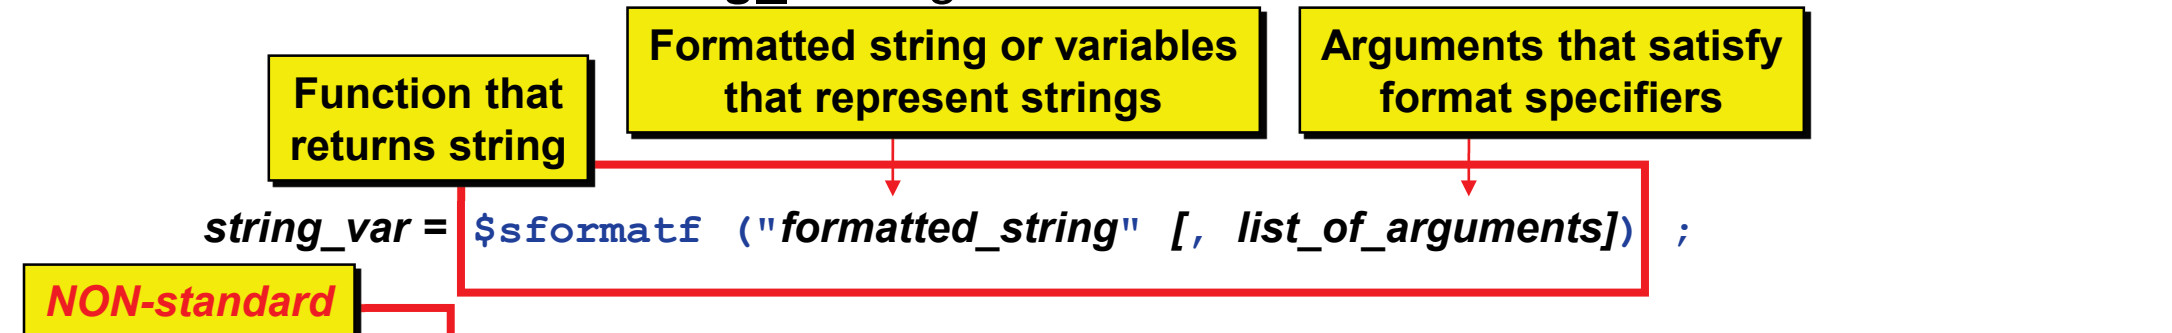 Formatted string or variables
that represent strings
Arguments that satisfy
format specifiers
Function that
returns string
string_var = $sformatf ("formatted_string" [, list_of_arguments]) ;
NON-standard